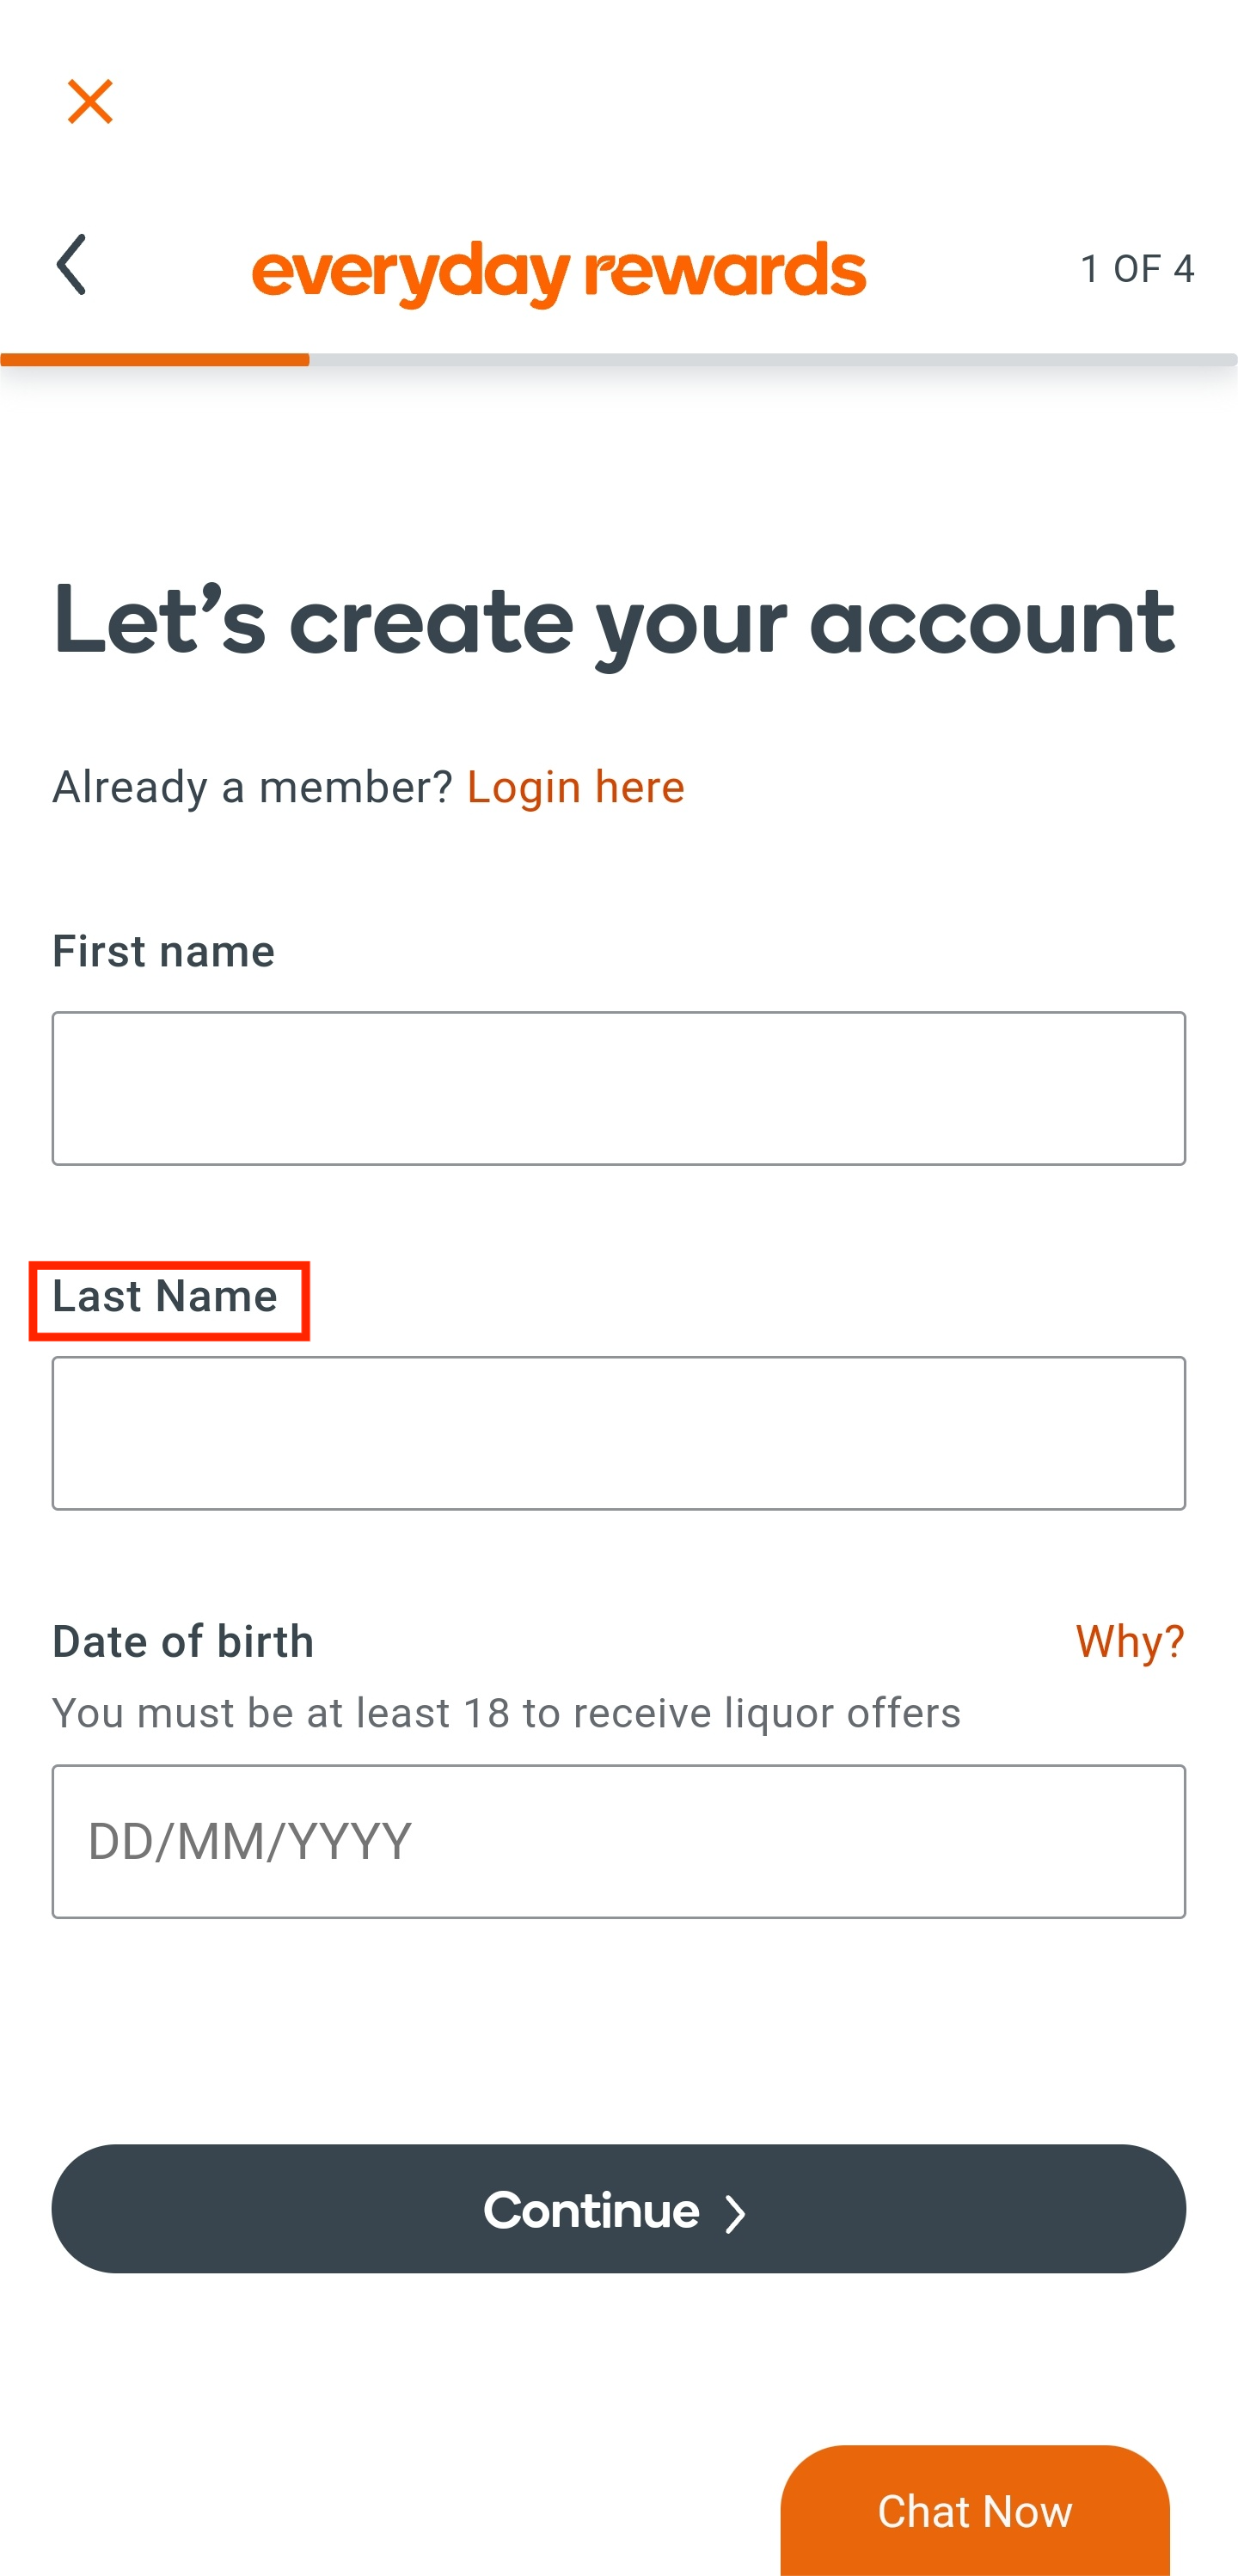 everyday rewards
1 OF 4
Let’s create your account
Already a member? Login here
First name
Last Name
Date of birth
Why?
You must be at least 18 to receive liquor offers
DD/MM/YYYY
Continue
Chat Now